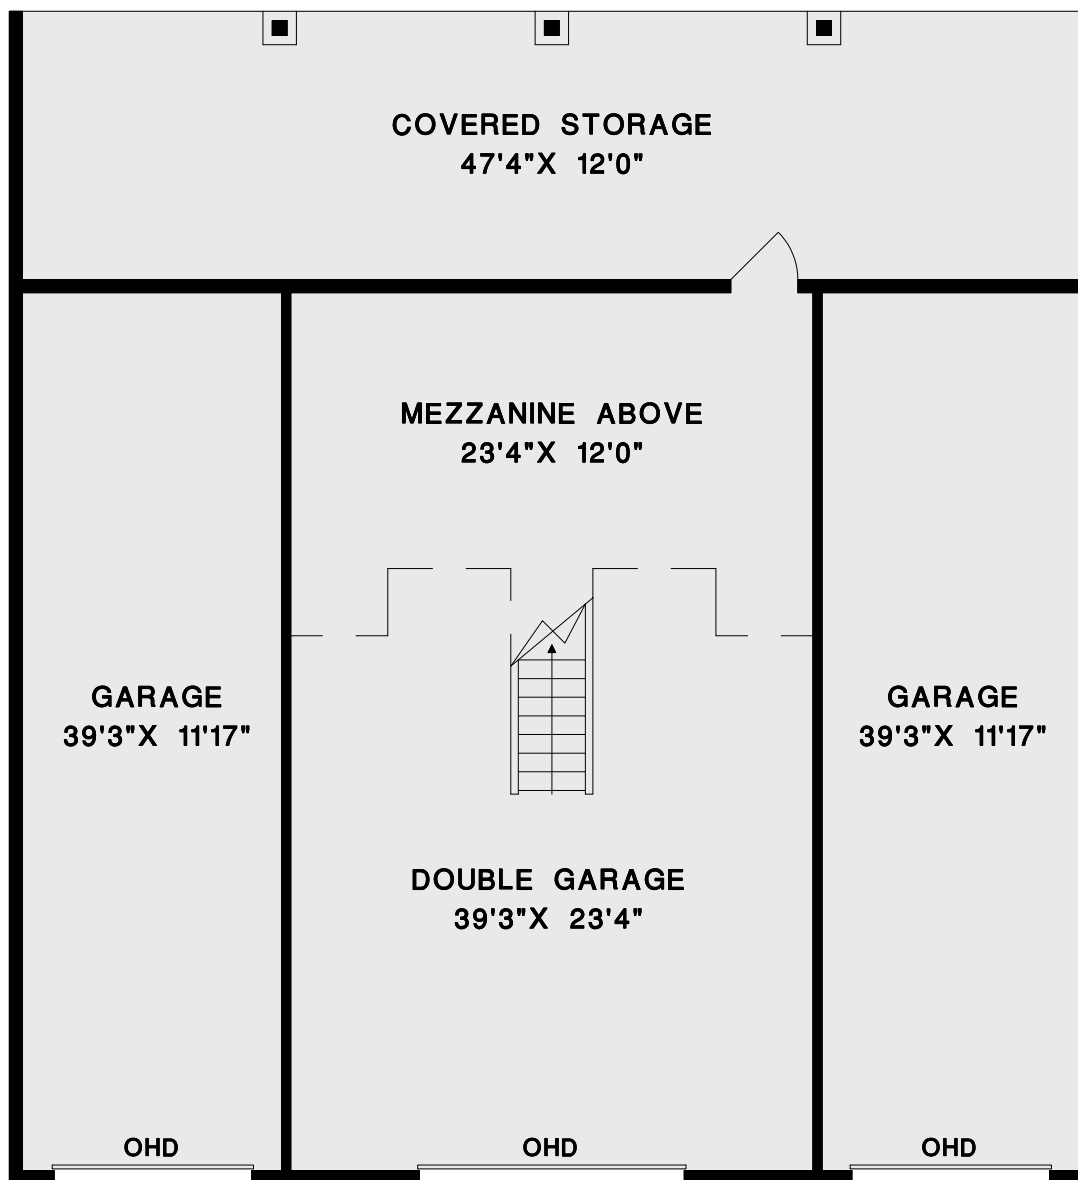 COVERED STORAGE
47'4"X 12'0"
MEZZANINE ABOVE
23'4"X 12'0"
GARAGE
39'3"X 11'17"
GARAGE
39'3"X 11'17"
DOUBLE GARAGE
39'3"X 23'4"
OHD
OHD
OHD